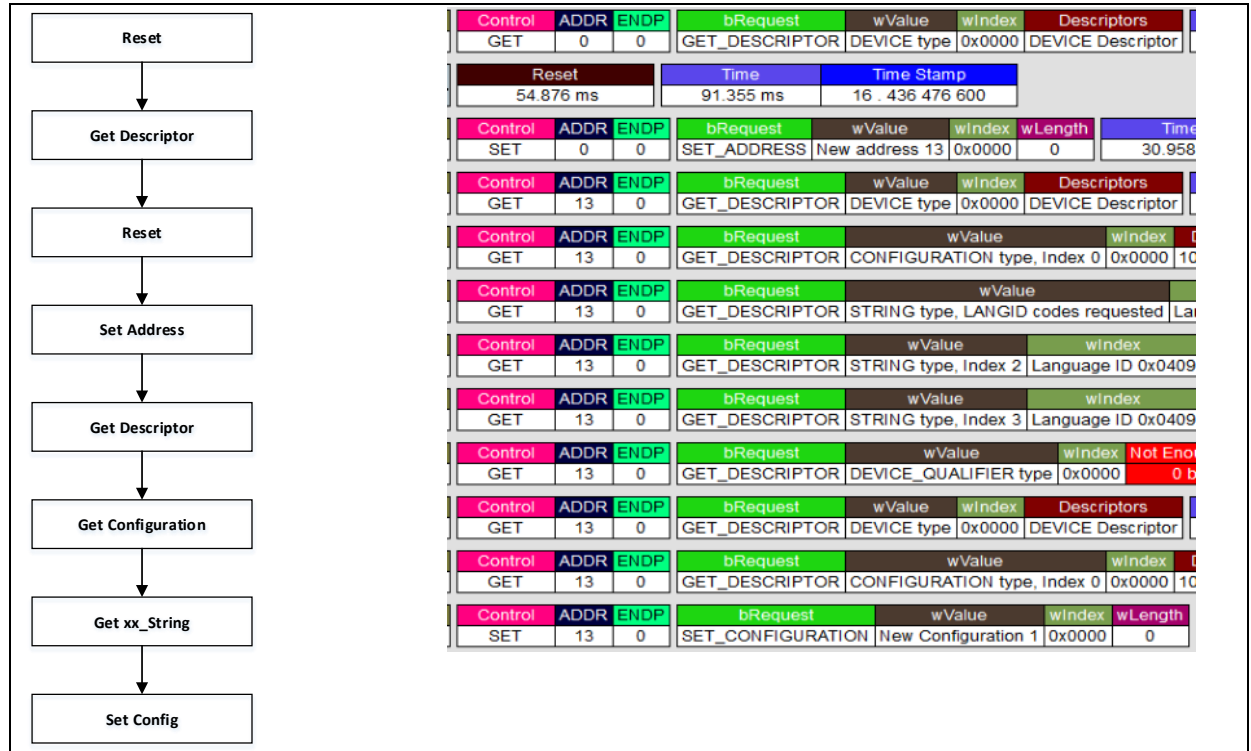 Reset
Get Descriptor
Reset
Set Address
Get Descriptor
Get Configuration
Get xx_String
Set Config
Control ADDR ENDP bRequest wValue wIndex Descriptors
GET 0 0 GET_DESCRIPTOR DEVICE type 0x0000 DEVICE Descriptor
Reset Time Time Stamp
54.876 ms 91.355 ms 16 . 436 476 600
Control ADDR ENDP bRequest wValue wIndex wLength Time
SET 0 0 SET_ADDRESS New address 13 0x0000 0 30.958
Control ADDR ENDP bRequest wValue wIndex Descriptors
GET 13 0 GET_DESCRIPTOR DEVICE type 0x0000 DEVICE Descriptor
Control ADDR ENDP bRequest wValue wIndex
GET 13 0 GET_DESCRIPTOR CONFIGURATION type, Index 0 0x0000 10
Control ADDR ENDP bRequest wValue
GET 13 0 GET_DESCRIPTOR STRING type, LANGID codes requested
Control ADDR ENDP bRequest wValue wIndex
GET 13 0 GET_DESCRIPTOR STRING type, Index 2 Language ID 0x0409
Control ADDR ENDP bRequest wValue wIndex
GET 13 0 GET_DESCRIPTOR STRING type, Index 3 Language ID 0x0409
Control ADDR ENDP bRequest wValue wIndex Not Eno
GET 13 0 GET_DESCRIPTOR DEVICE_QUALIFIER type 0x0000 0 b
Control ADDR ENDP bRequest wValue wIndex Descriptors
GET 13 0 GET_DESCRIPTOR DEVICE type 0x0000 DEVICE Descriptor
Control ADDR ENDP bRequest wValue wIndex
GET 13 0 GET_DESCRIPTOR CONFIGURATION type, Index 0 0x0000 10
Control ADDR ENDP bRequest wValue wIndex wLength
SET 13 0 SET_CONFIGURATION New Configuration 1 0x0000 0